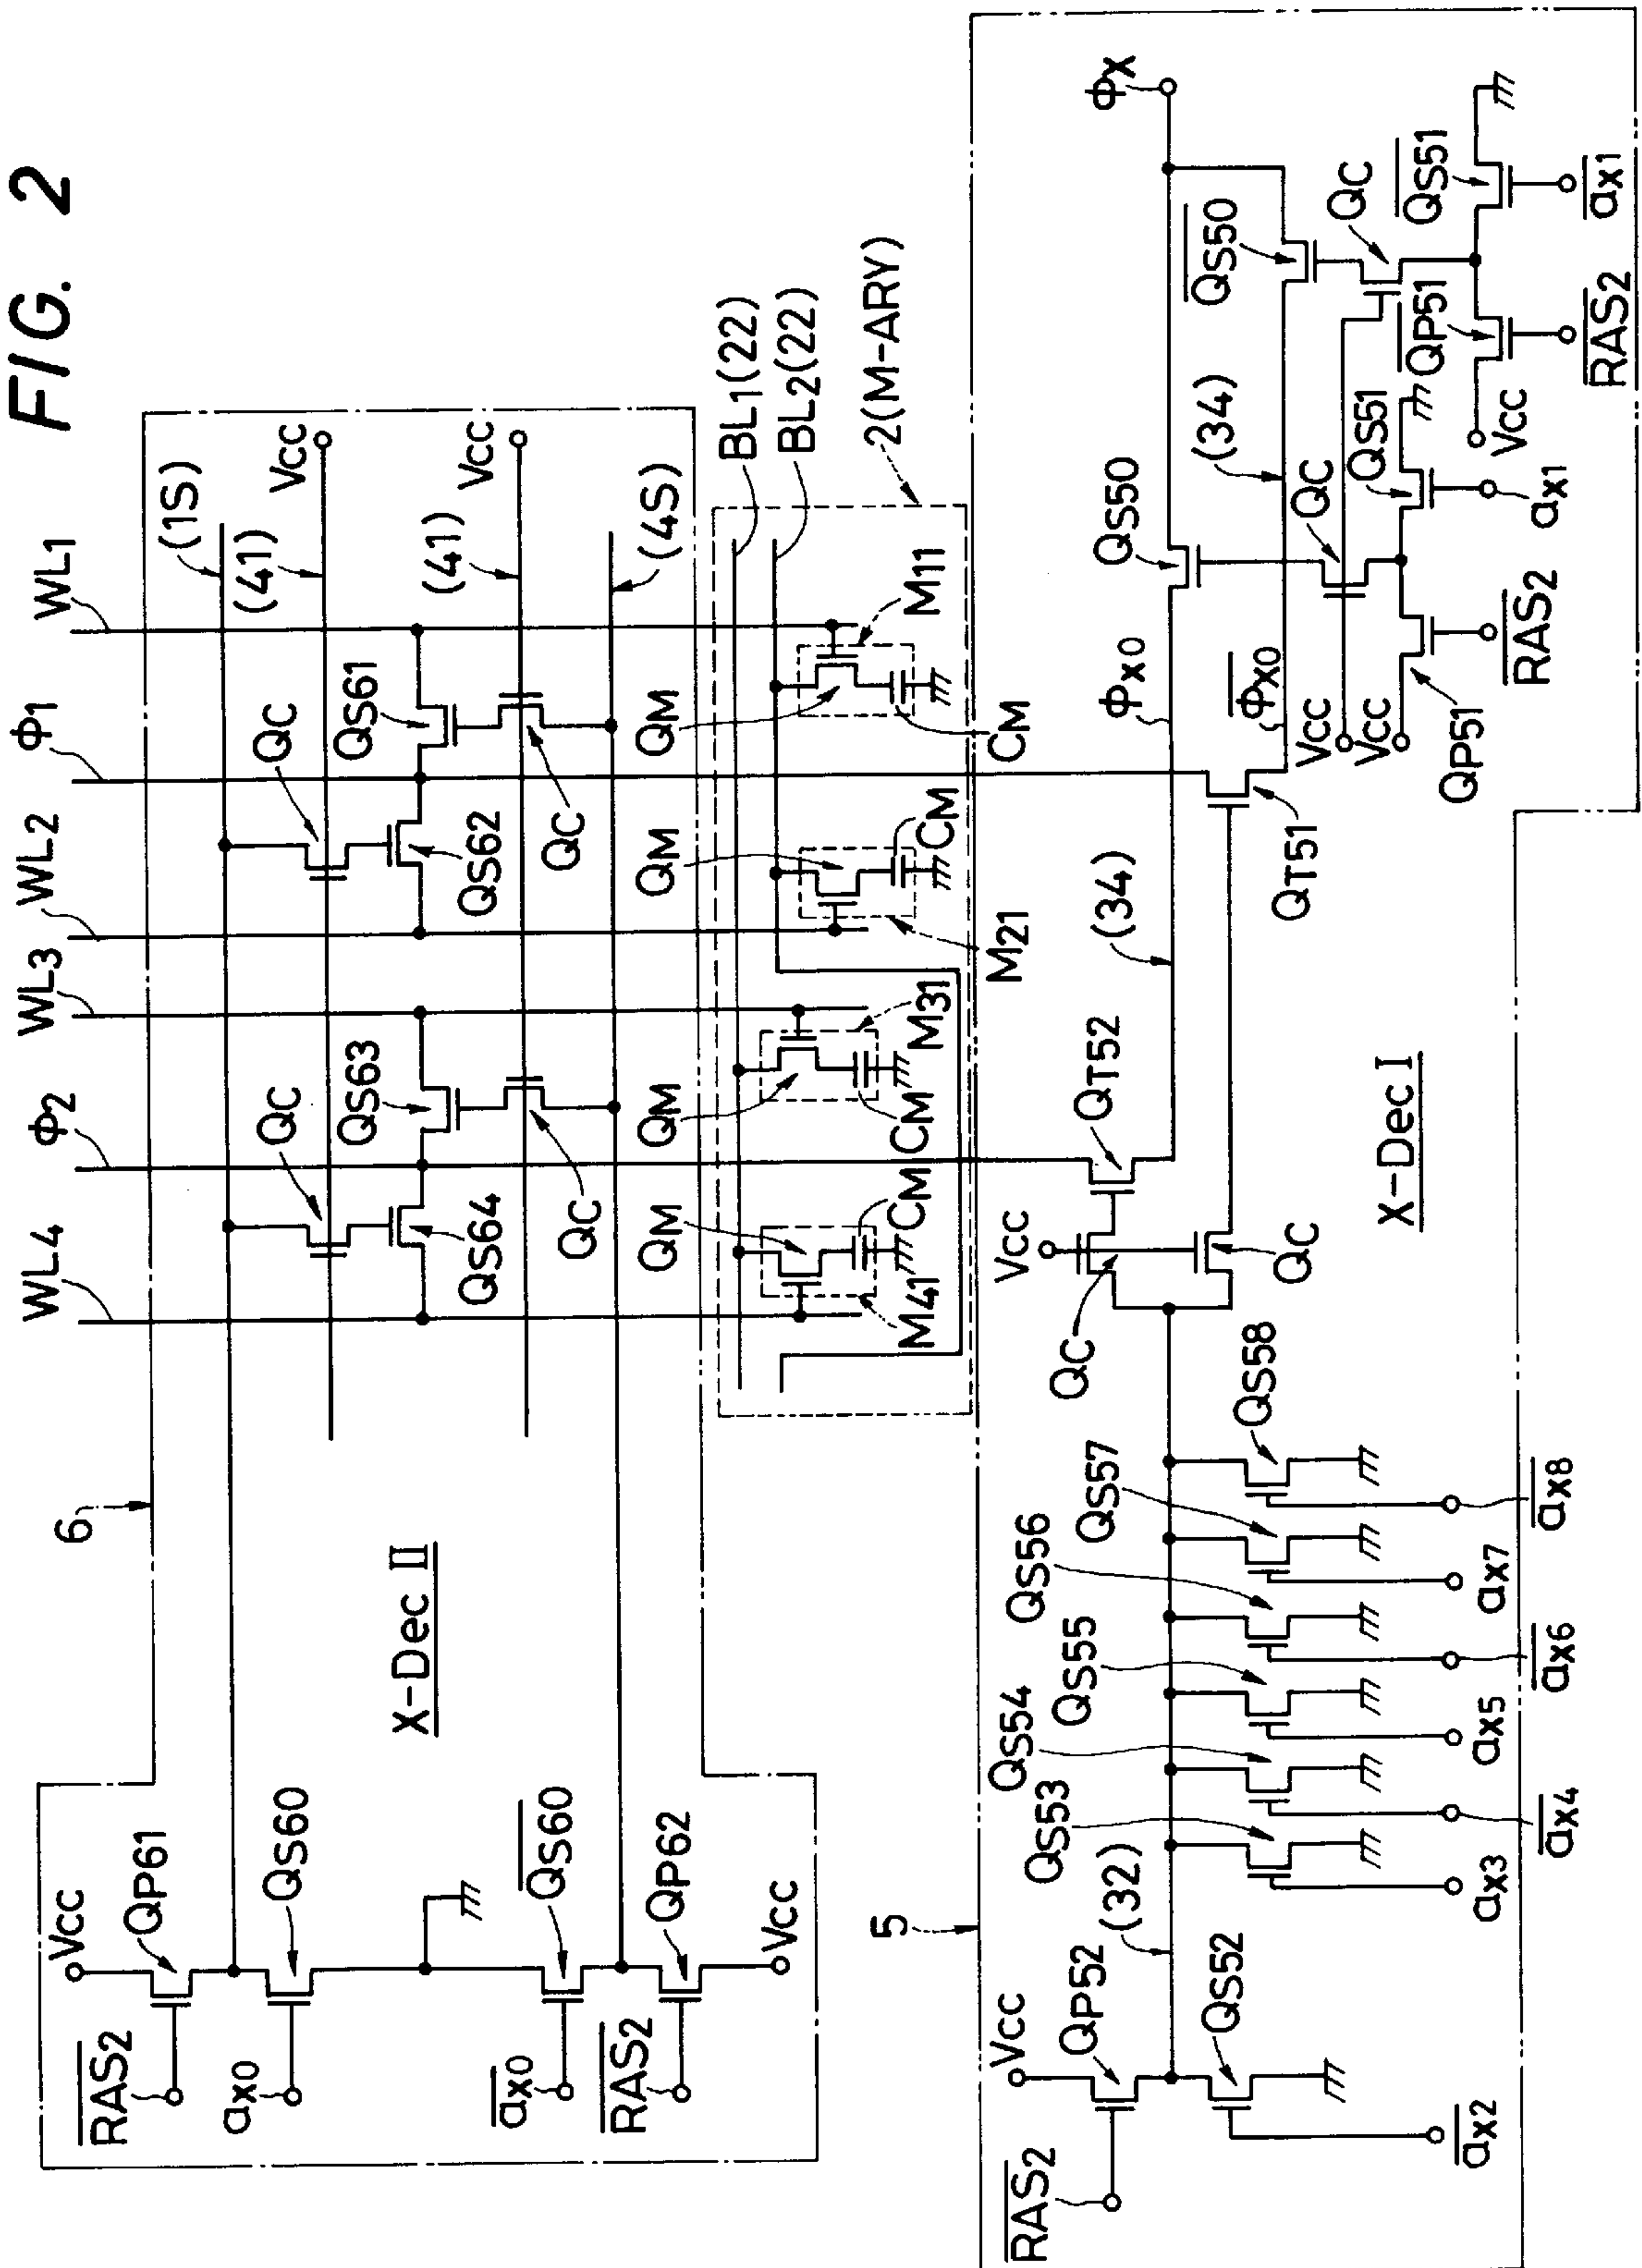 FIG. 2
WL4
Φ2
WL3
WL2
Φ1
WL1
(1S)
(41)
Vcc
(41)
Vcc
(4S)
6
X-Dec II
Vcc
QP61
RAS2
QS60
ax0
QS60
ax0
QP62
RAS2
Vcc
QC
QC
QS64
QS63
QS62
QS61
QC
QC
BL1(22)
BL2(22)
2(M-ARY)
QM
CM
M41
QM
CM
M31
QM
CM
M21
QM
CM
M11
5
X-Dec I
Vcc
QP52
RAS2
QS52
ax2
(32)
QS53
QS54
QS55
QS56
QS57
QS58
ax3
ax4
ax5
ax6
ax7
ax8
Vcc
QC
QC
QT52
QT51
(34)
Φx0
Φx0
QS50
(34)
QS50
Φx
Vcc
Vcc
QP51
RAS2
QC
QS51
ax1
QC
QP51
Vcc
RAS2
QS51
ax1